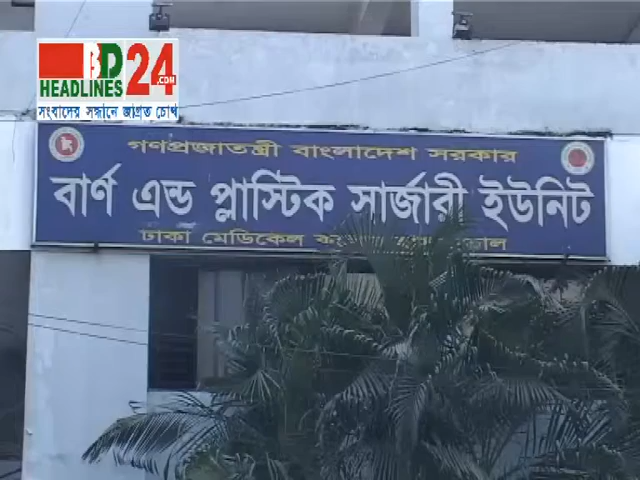 BD
HEADLINES 24 .COM
সংবাদের সন্ধানে জাগ্রত চোখ
গণপ্রজাতন্ত্রী বাংলাদেশ সরকার
বার্ণ এন্ড প্লাস্টিক সার্জারী ইউনিট
ঢাকা মেডিকেল